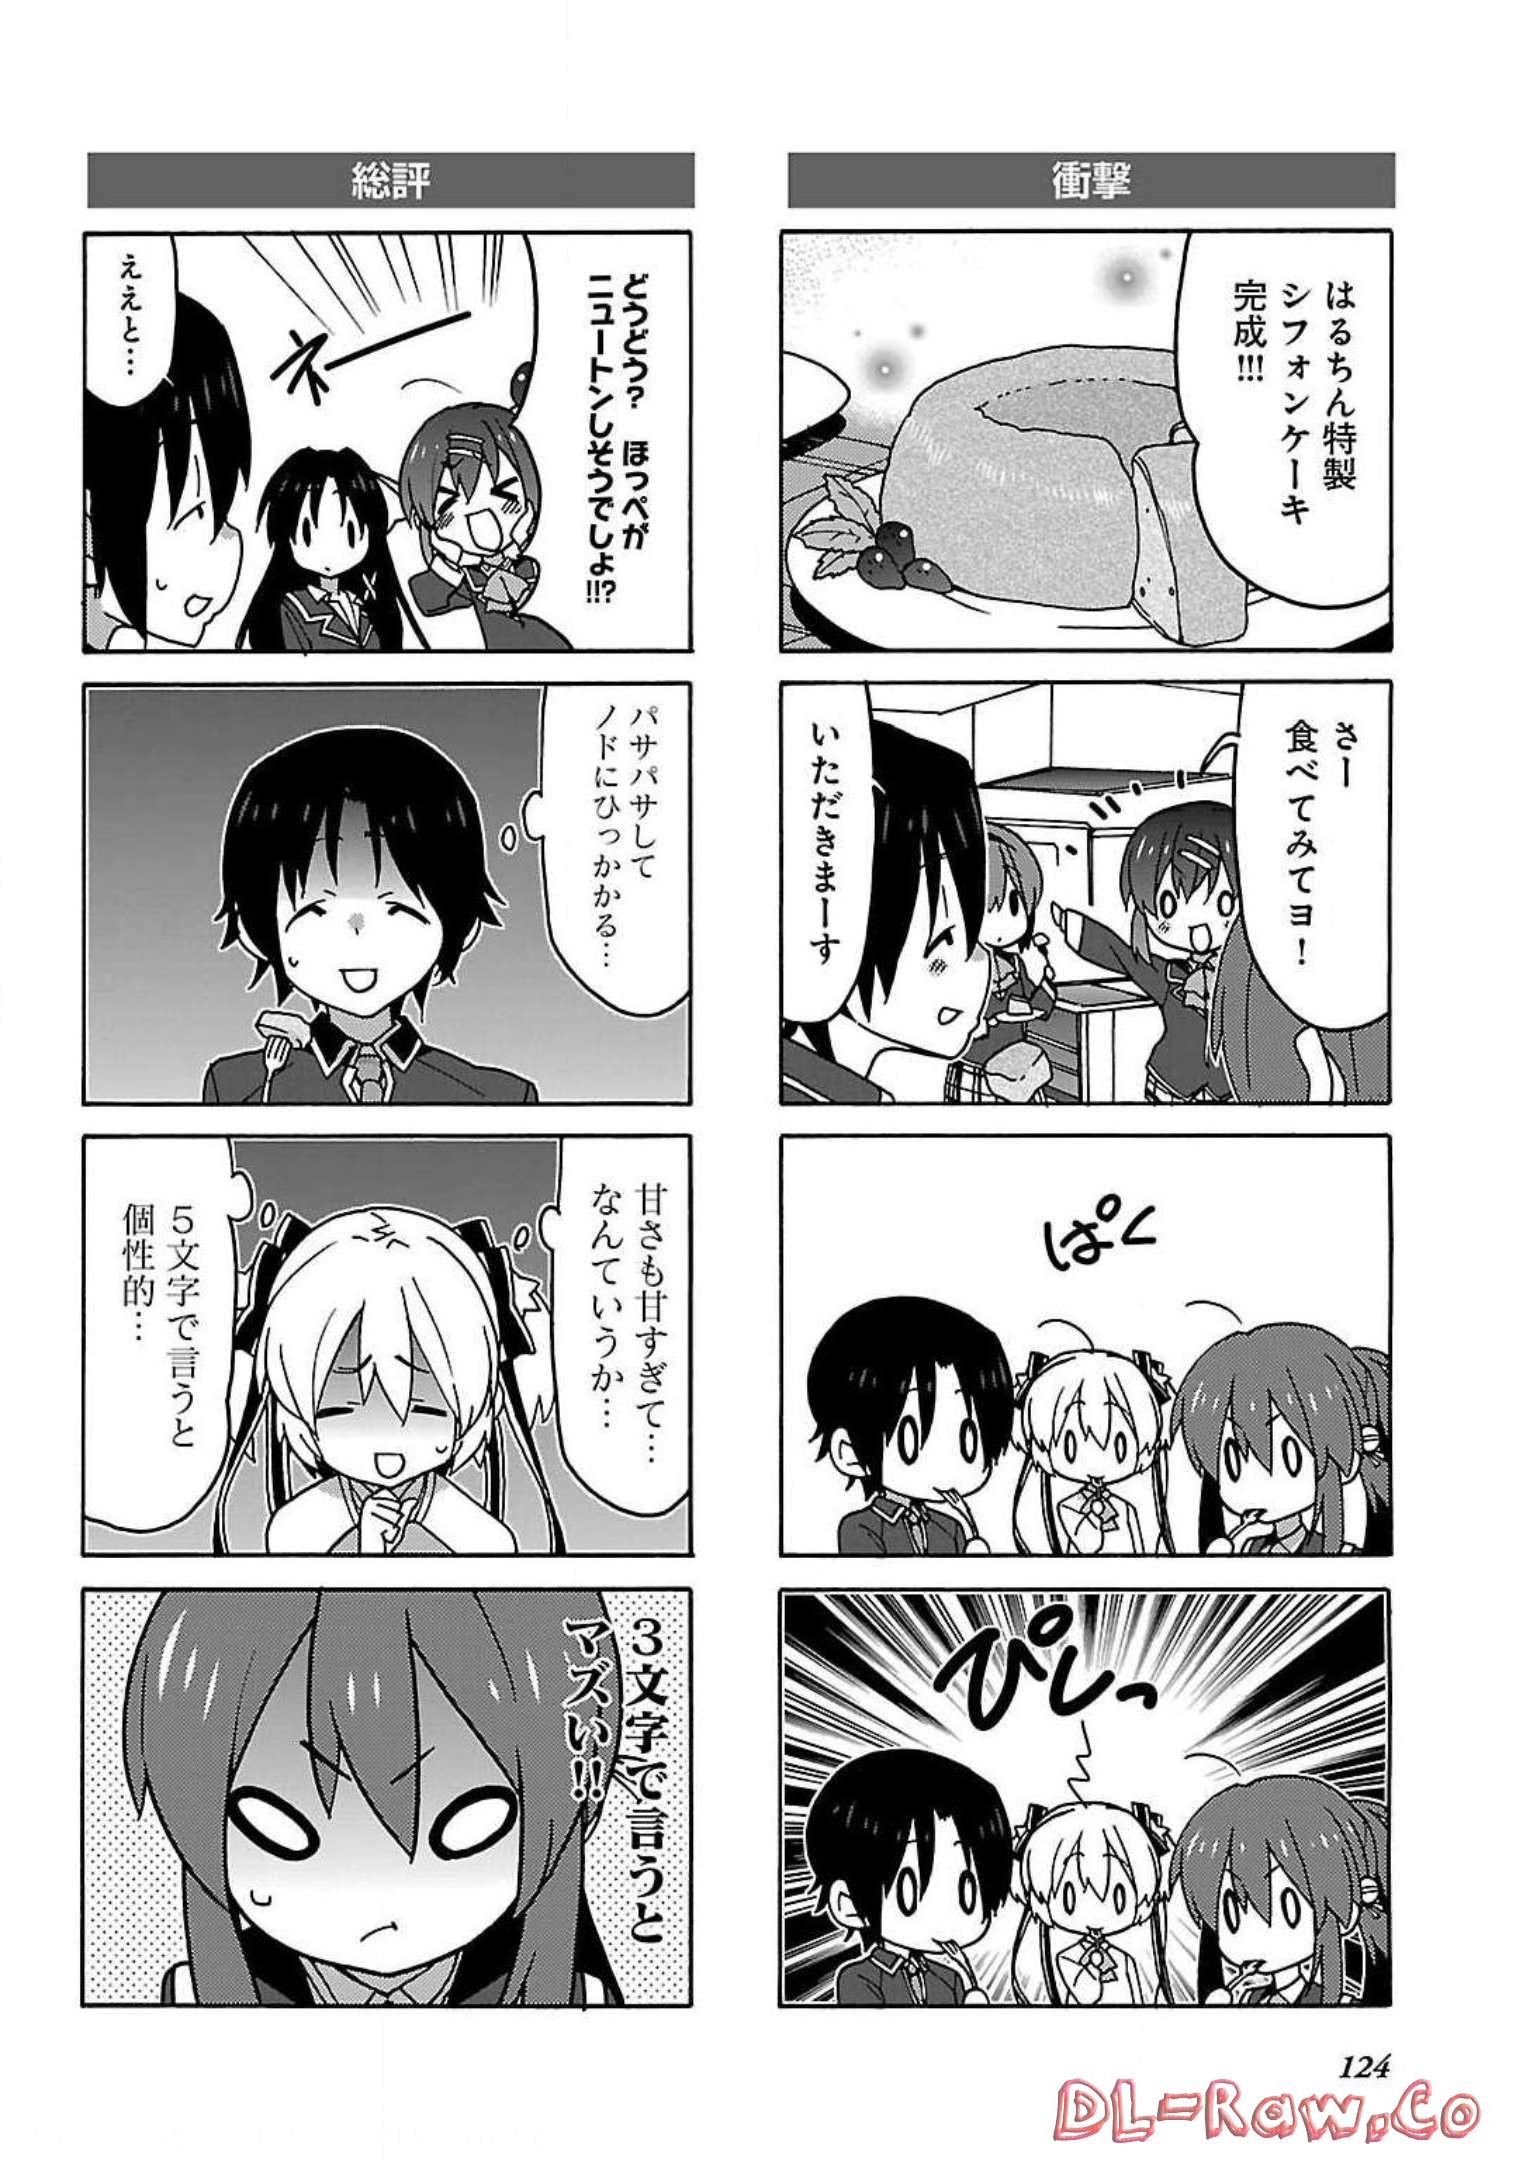 衝撃
はるちん特製
シフォンケーキ
完成!!!
さー
食べてみてヨ!
いただきまーす
ぱく
ぴしっ
総評
どうどう? ほっぺが
ニュートンしそうでしょ!!?
ネー
ええと…
パサパサして
ノドにひっかかる…
甘さも甘すぎて…
なんていうか…
5文字で言うと
個性的…
3文字で言うと
マズい!!
124
DL-Raw.Co